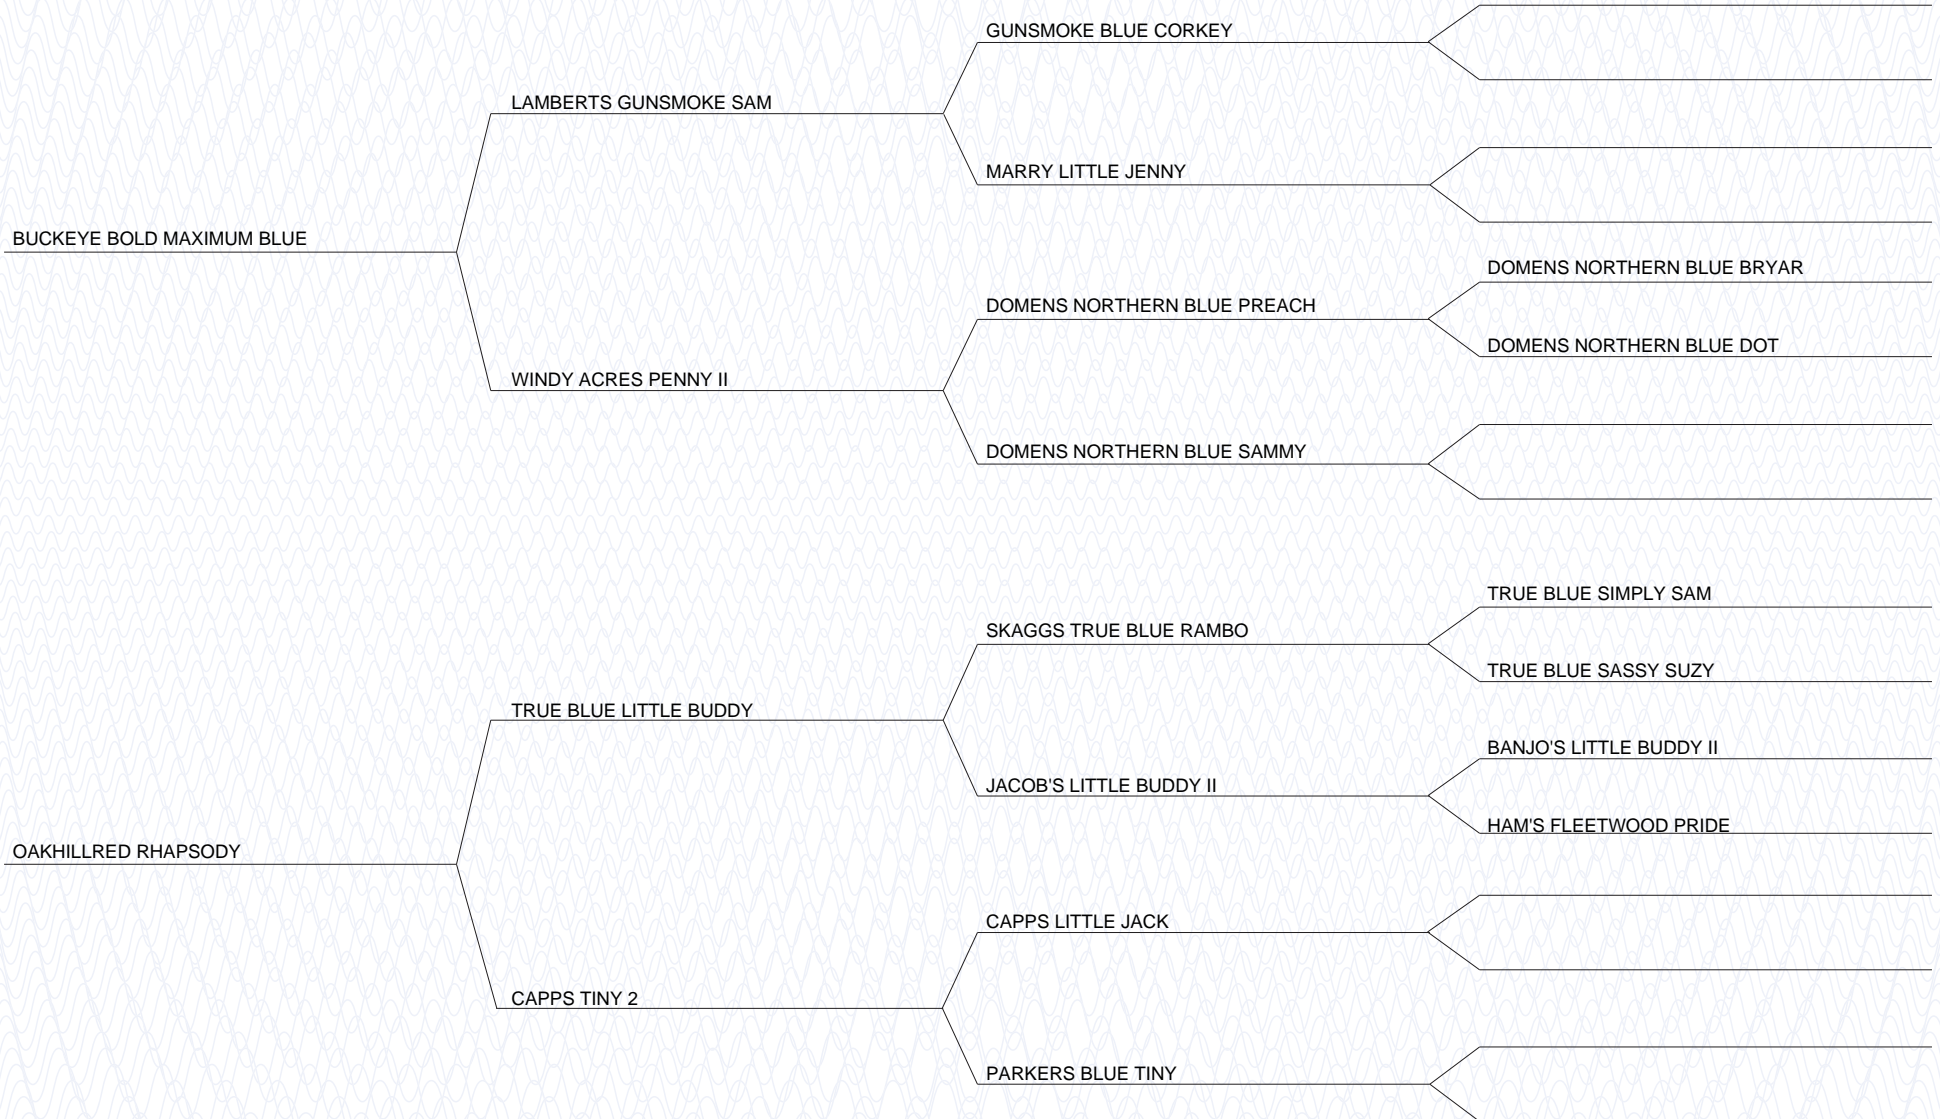 GUNSMOKE BLUE CORKEY
LAMBERTS GUNSMOKE SAM
MARRY LITTLE JENNY
BUCKEYE BOLD MAXIMUM BLUE
DOMENS NORTHERN BLUE BRYAR
DOMENS NORTHERN BLUE PREACH
DOMENS NORTHERN BLUE DOT
WINDY ACRES PENNY II
DOMENS NORTHERN BLUE SAMMY
TRUE BLUE SIMPLY SAM
SKAGGS TRUE BLUE RAMBO
TRUE BLUE SASSY SUZY
TRUE BLUE LITTLE BUDDY
BANJO'S LITTLE BUDDY II
JACOB'S LITTLE BUDDY II
HAM'S FLEETWOOD PRIDE
OAKHILLRED RHAPSODY
CAPPS LITTLE JACK
CAPPS TINY 2
PARKERS BLUE TINY